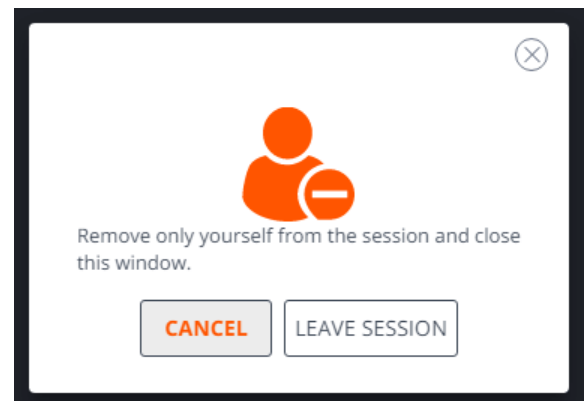 Remove only yourself from the session and close
this window.
CANCEL
LEAVE SESSION